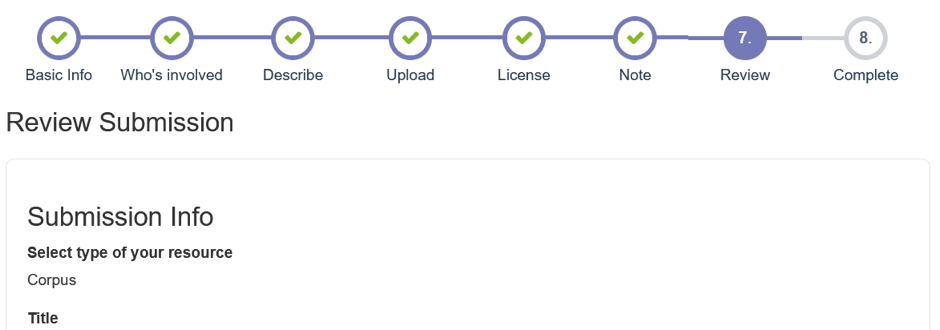 7. 8.
Basic Info Who's involved Describe Upload License Note Review Complete
Review Submission
Submission Info
Select type of your resource
Corpus
Title